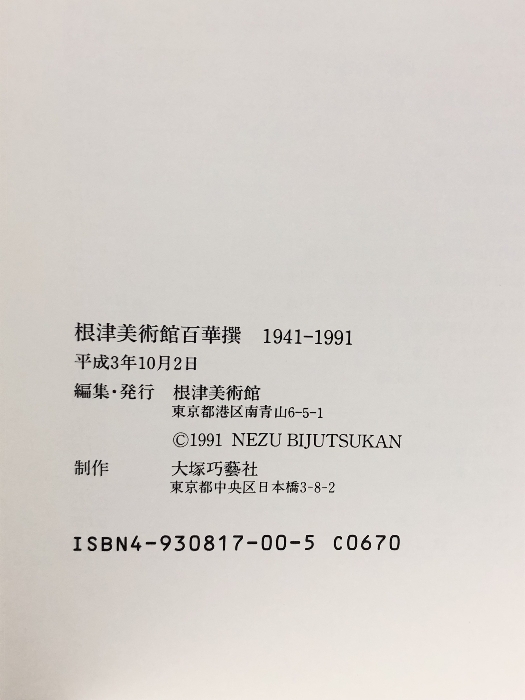 根津美術館百華撰 1941-1991
平成3年10月2日
編集・発行 根津美術館
東京都港区南青山6-5-1
©1991 NEZU BIJUTSUKAN
制作 大塚巧藝社
東京都中央区日本橋3-8-2
ISBN4-930817-00-5 C0670